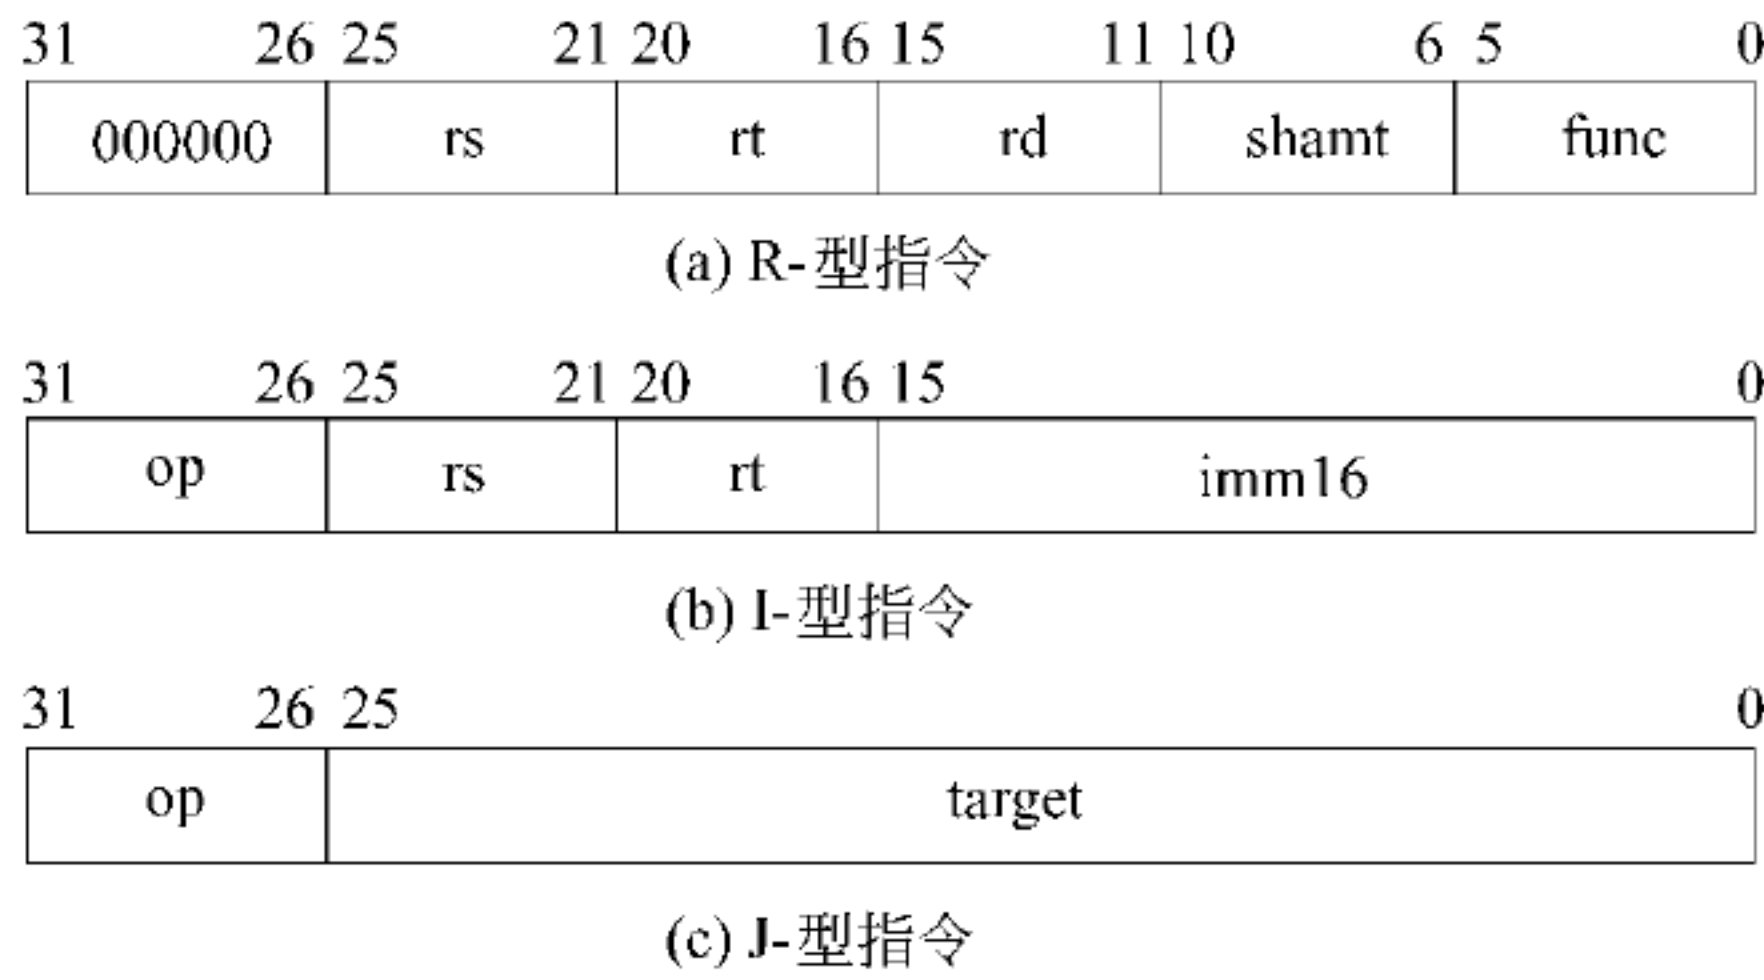 31 26 25 21 20 16 15 11 10 6 5 0
000000 rs rt rd shamt func
(a) R-型指令
31 26 25 21 20 16 15 0
op rs rt imm16
(b) I-型指令
31 26 25 0
op target
(c) J-型指令